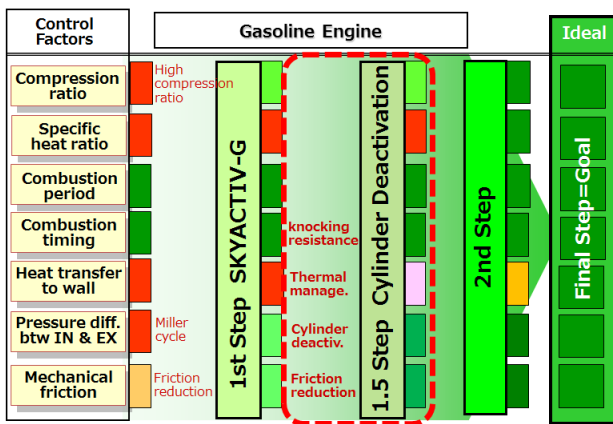 Control
Factors
Gasoline Engine
Ideal
Compression
ratio
High
compression
ratio
Specific
heat ratio
Combustion
period
Combustion
timing
knocking
resistance
Heat transfer
to wall
Thermal
manage.
Pressure diff.
btw IN & EX
Miller
cycle
Cylinder
deactiv.
Mechanical
friction
Friction
reduction
Friction
reduction
1st Step SKYACTIV-G
1.5 Step Cylinder Deactivation
2nd Step
Final Step=Goal